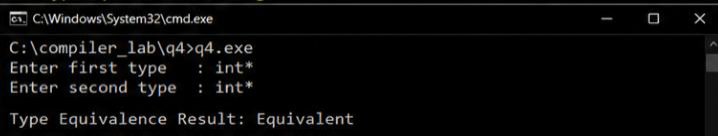 C:\Windows\System32\cmd.exe
C:\compiler_lab\q4>q4.exe
Enter first type   : int*
Enter second type  : int*
Type Equivalence Result: Equivalent